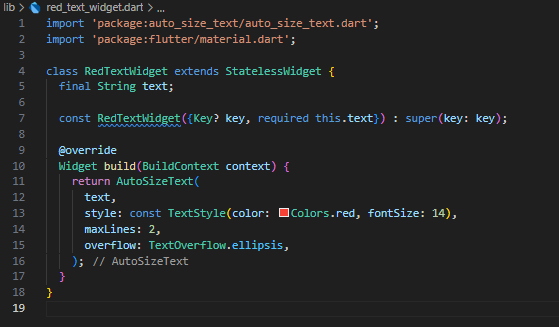 lib > red_text_widget.dart > ...
1 import 'package:auto_size_text/auto_size_text.dart';
2 import 'package:flutter/material.dart';
3
4 class RedTextWidget extends StatelessWidget {
5   final String text;
6
7   const RedTextWidget({Key? key, required this.text}) : super(key: key);
8
9   @override
10   Widget build(BuildContext context) {
11     return AutoSizeText(
12       text,
13       style: const TextStyle(color: Colors.red, fontSize: 14),
14       maxLines: 2,
15       overflow: TextOverflow.ellipsis,
16     ); // AutoSizeText
17   }
18 }
19